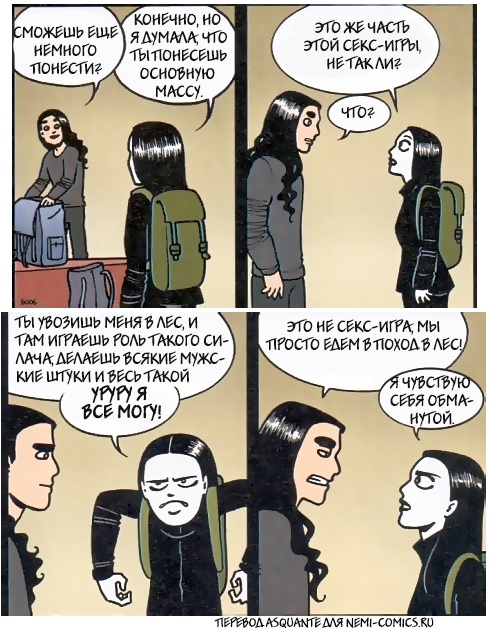 СМОЖЕШЬ ЕЩЕ
НЕМНОГО
ПОНЕСТИ?
КОНЕЧНО, НО
Я ДУМАЛА, ЧТО
ТЫ ПОНЕСЕШЬ
ОСНОВНУЮ
МАССУ.
ЭТО ЖЕ ЧАСТЬ
ЭТОЙ СЕКС-ИГРЫ,
НЕ ТАК ЛИ?
ЧТО?
ТЫ УВОЗИШЬ МЕНЯ В ЛЕС, И
ТАМ ИГРАЕШЬ РОЛЬ ТАКОГО СИ-
ЛАЧА, ДЕЛАЕШЬ ВСЯКИЕ МУЖС-
КИЕ ШТУКИ И ВЕСЬ ТАКОЙ
УРУРУ Я
ВСЕ МОГУ!
ЭТО НЕ СЕКС-ИГРА, МЫ
ПРОСТО ЕДЕМ В ПОХОД В ЛЕС!
Я ЧУВСТВУЮ
СЕБЯ ОБМА-
НУТОЙ.
ПЕРЕВОД ASQUANTE ДЛЯ NEMI-COMICS.RU